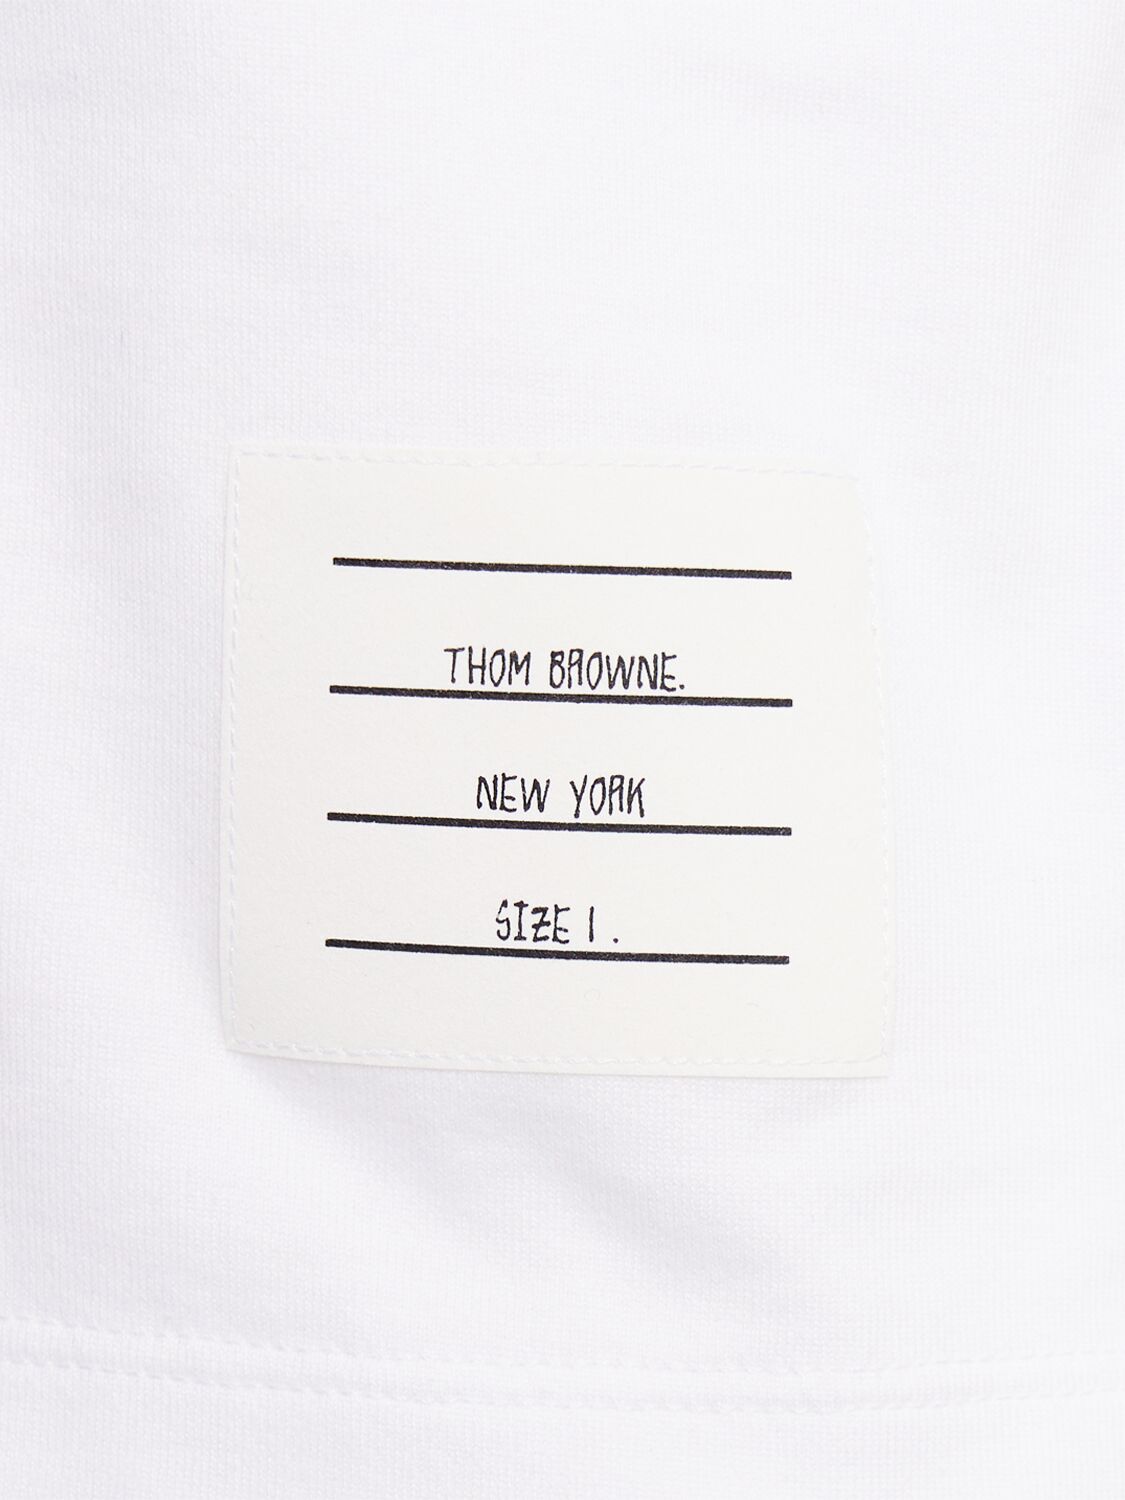 THOM BROWNE.
NEW YORK
SIZE 1.